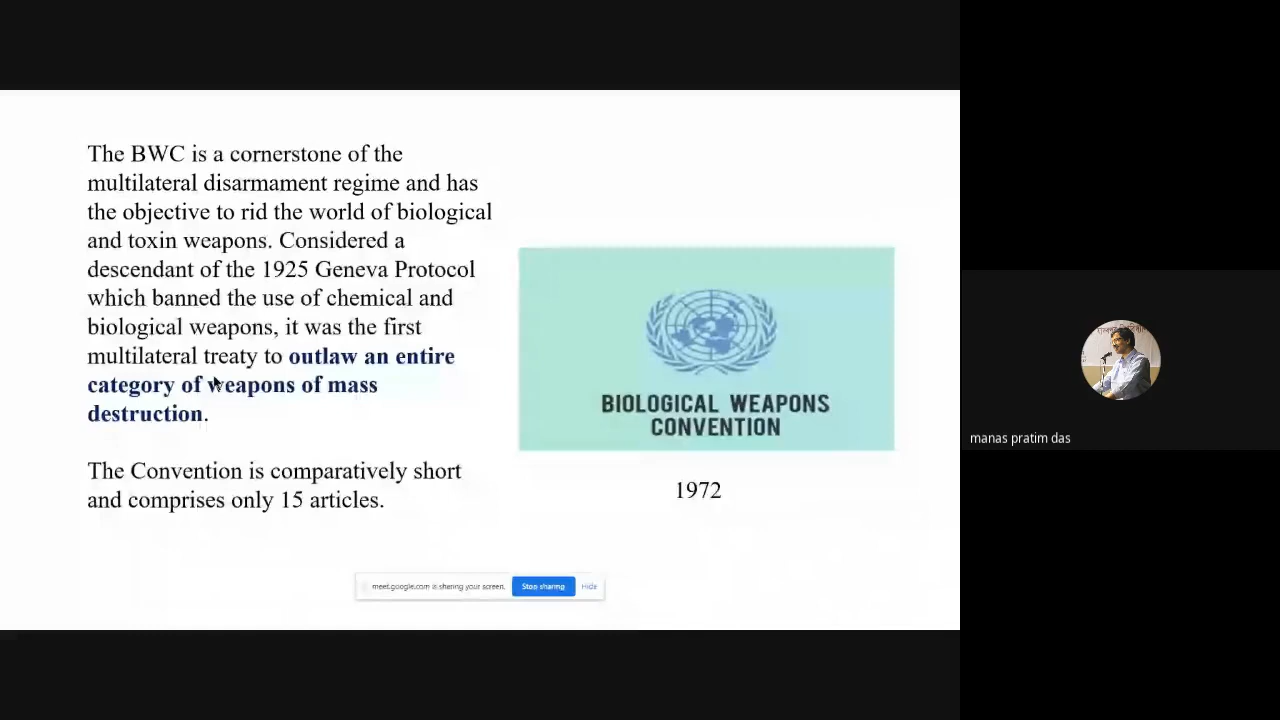 The BWC is a cornerstone of the
multilateral disarmament regime and has
the objective to rid the world of biological
and toxin weapons. Considered a
descendant of the 1925 Geneva Protocol
which banned the use of chemical and
biological weapons, it was the first
multilateral treaty to outlaw an entire
category of weapons of mass
destruction.
The Convention is comparatively short
and comprises only 15 articles.
BIOLOGICAL WEAPONS
CONVENTION
1972
meet.google.com is sharing your screen. Stop sharing Hide
manas pratim das